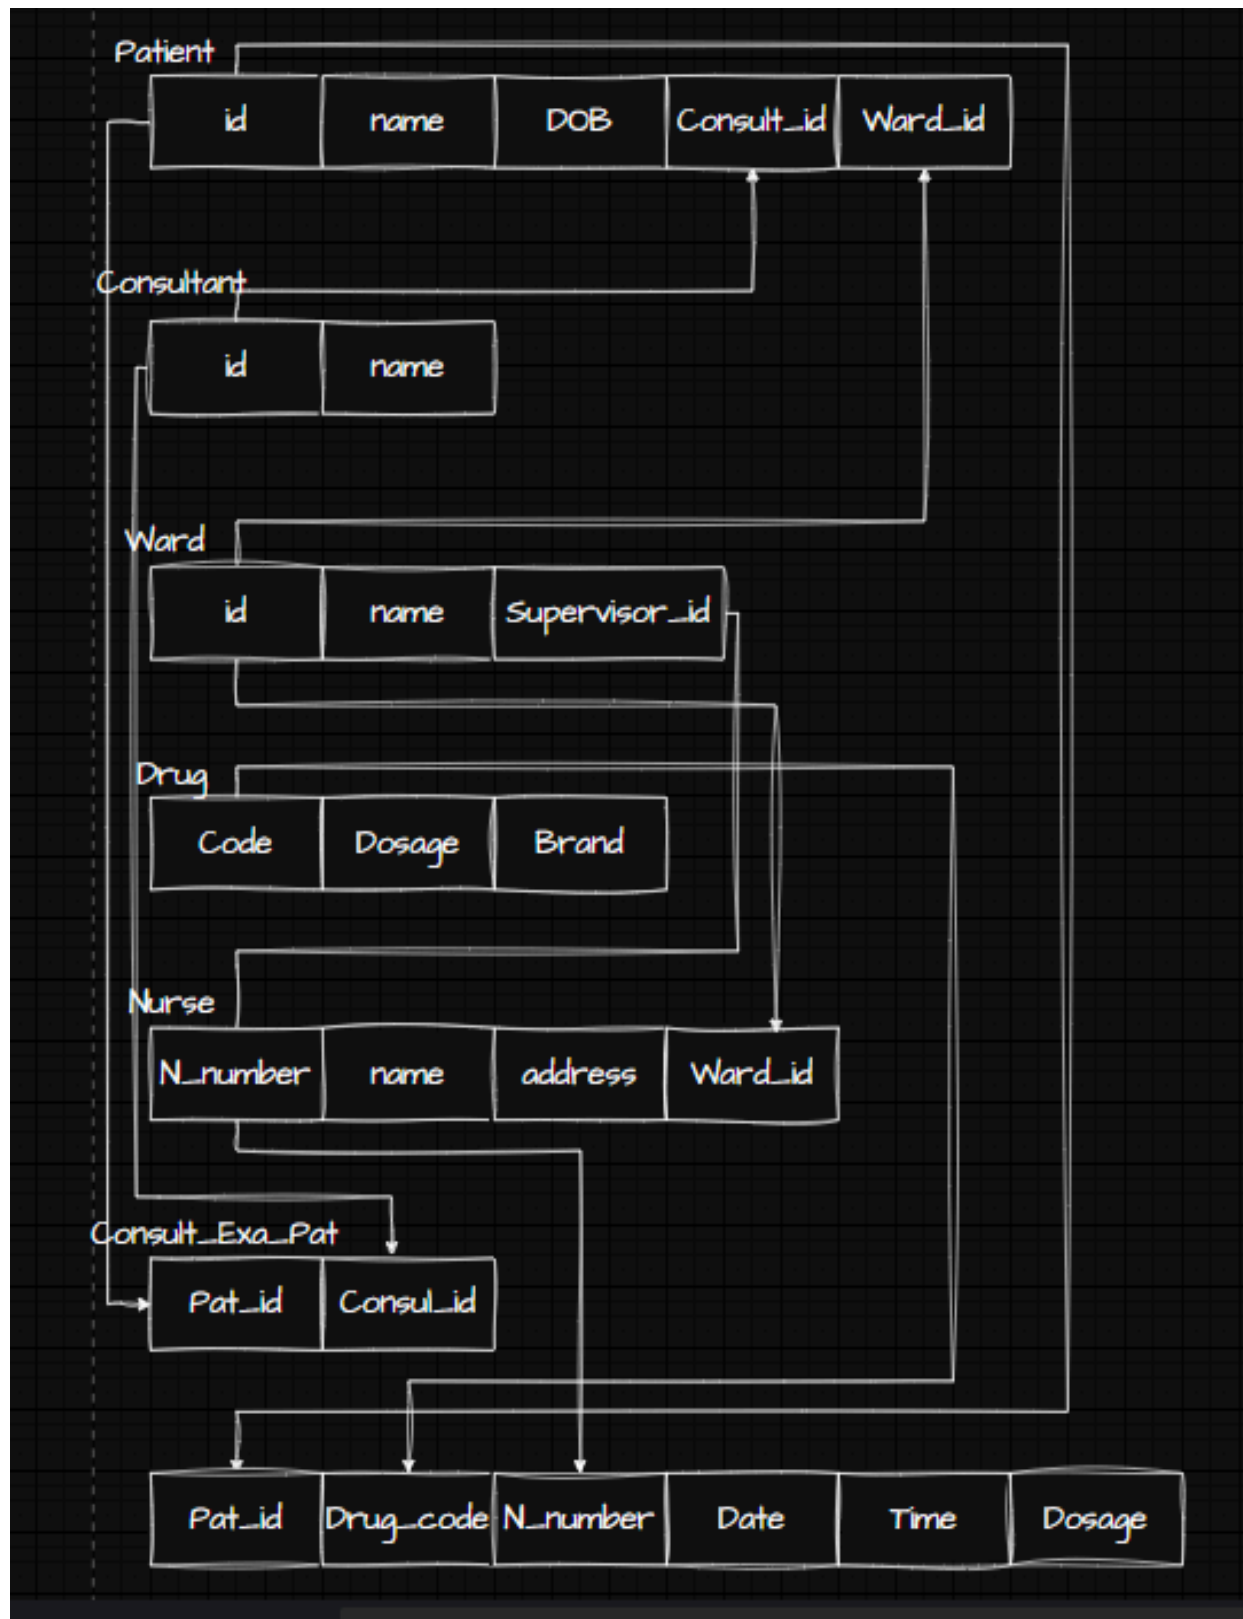 Patient
id name DOB Consult_id Ward_id
Consultant
id name
Ward
id name Supervisor_id
Drug
Code Dosage Brand
Nurse
N_number name address Ward_id
Consult_Exa_Pat
Pat_id Consul_id
Pat_id Drug_code N_number Date Time Dosage